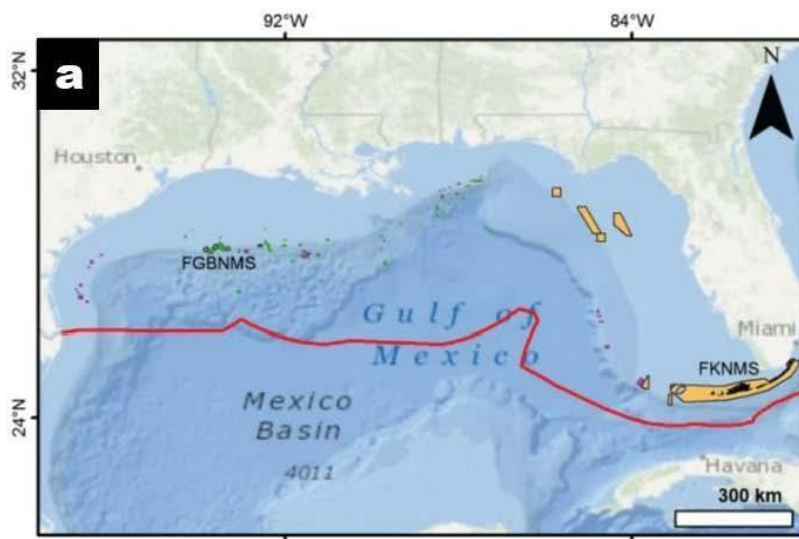 92°W
84°W
a
N
32°N
Houston
FGBNMS
Gulf of
Miami
Mexico
FKNMS
Mexico
Basin
24°N
4011
Havana
300 km